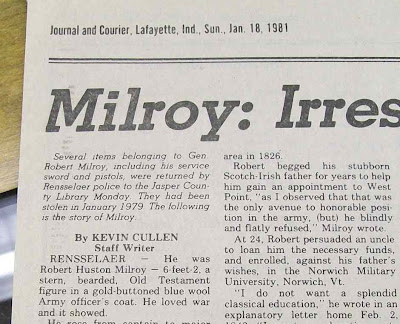 Journal and Courier, Lafayette, Ind., Sun., Jan. 18, 1981
Milroy: Irres
Several items belonging to Gen.
Robert Milroy, including his service
sword and pistols, were returned by
Rensselaer police to the Jasper Coun-
ty Library Monday. They had been
stolen in January 1979. The following
is the story of Milroy.
By KEVIN CULLEN
Staff Writer
RENSSELAER — He was
Robert Huston Milroy — 6-feet-2, a
stern, bearded, Old Testament
figure in a gold-buttoned blue wool
Army officer's coat. He loved war
and it showed.
He rose from captain to major
area in 1826.
Robert begged his stubborn
Scotch-Irish father for years to help
him gain an appointment to West
Point, "as I observed that that was
the only avenue to honorable posi-
tion in the army, (but) he blindly
and flatly refused," Milroy wrote.
At 24, Robert persuaded an uncle
to loan him the necessary funds,
and enrolled, against his father's
wishes, in the Norwich Military
University, Norwich, Vt.
"I do not want a splendid
classical education," he wrote in an
explanatory letter home Feb. 2,